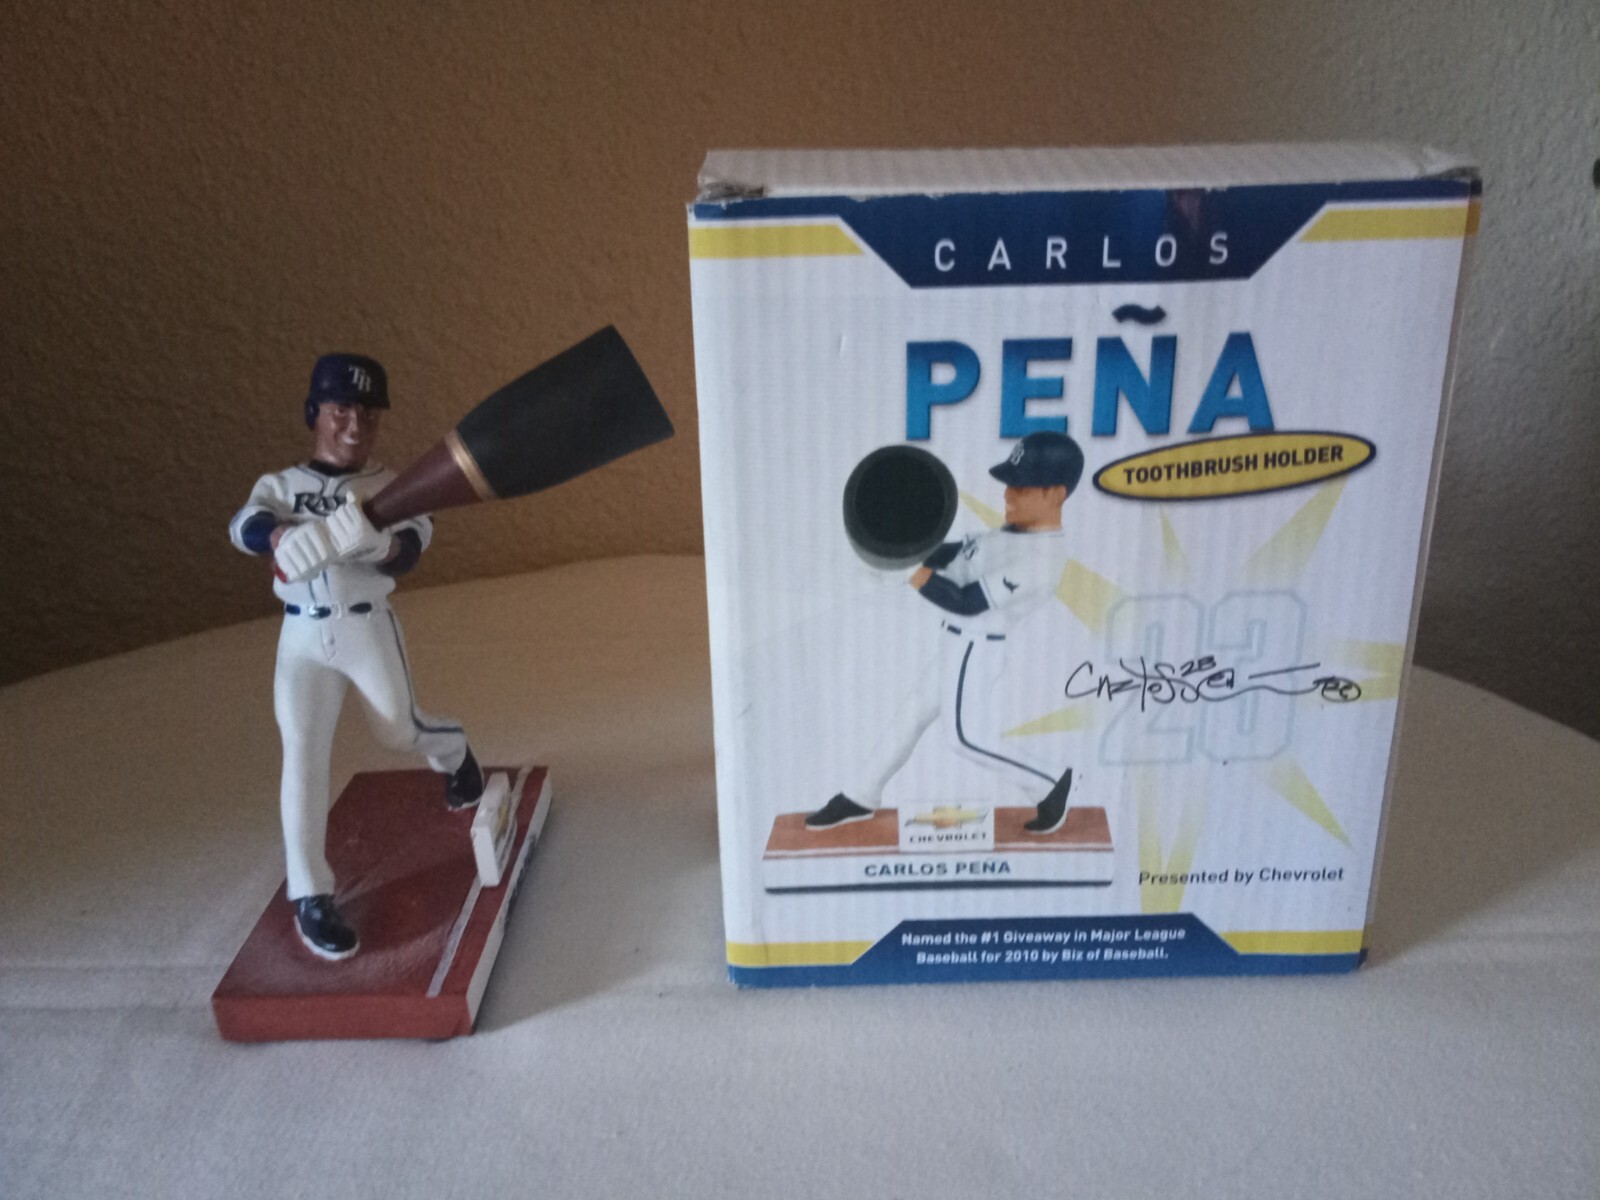 CARLOS
PEÑA
TOOTHBRUSH HOLDER
TB
23
CHEVROLET
CARLOS PEÑA
Presented by Chevrolet
Named the #1 Giveaway in Major League
Baseball for 2010 by Biz of Baseball.